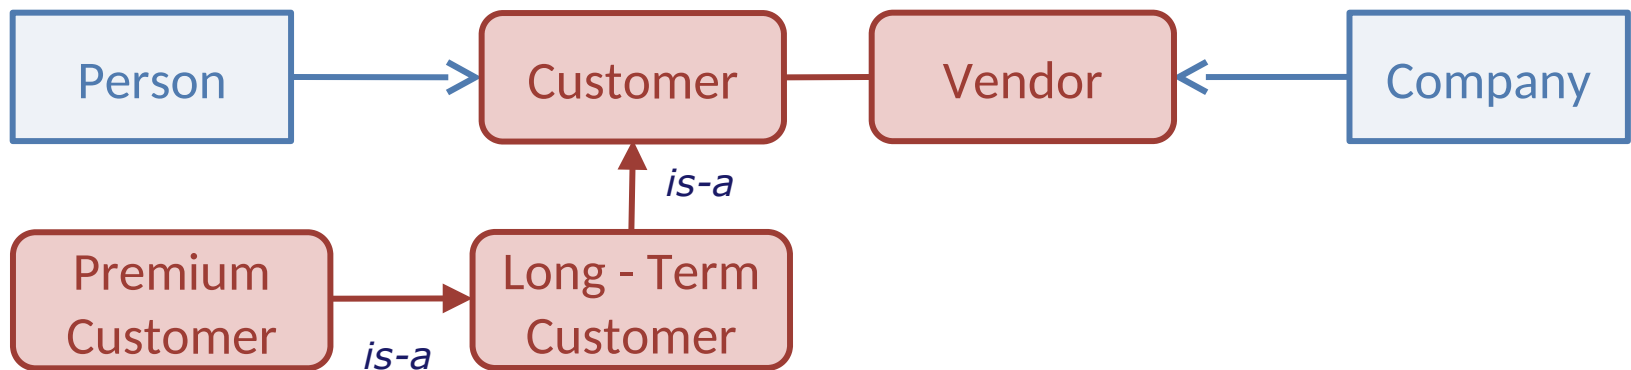 Person
Customer
Vendor
Company
is-a
Premium
Customer
is-a
Long - Term
Customer